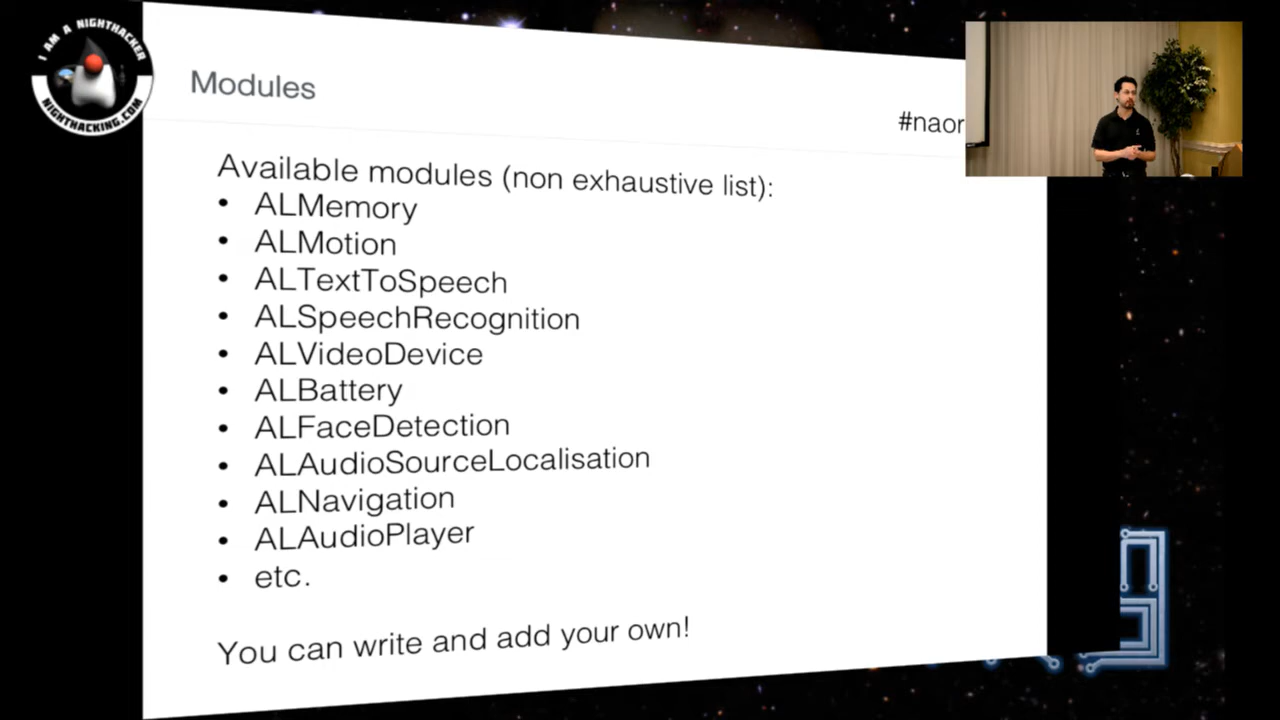 I AM A NIGHTHACKER
NIGHTHACKING.COM
Modules
#naor
Available modules (non exhaustive list):
• ALMemory
• ALMotion
• ALTextToSpeech
• ALSpeechRecognition
• ALVideoDevice
• ALBattery
• ALFaceDetection
• ALAudioSourceLocalisation
• ALNavigation
• ALAudioPlayer
• etc.
You can write and add your own!